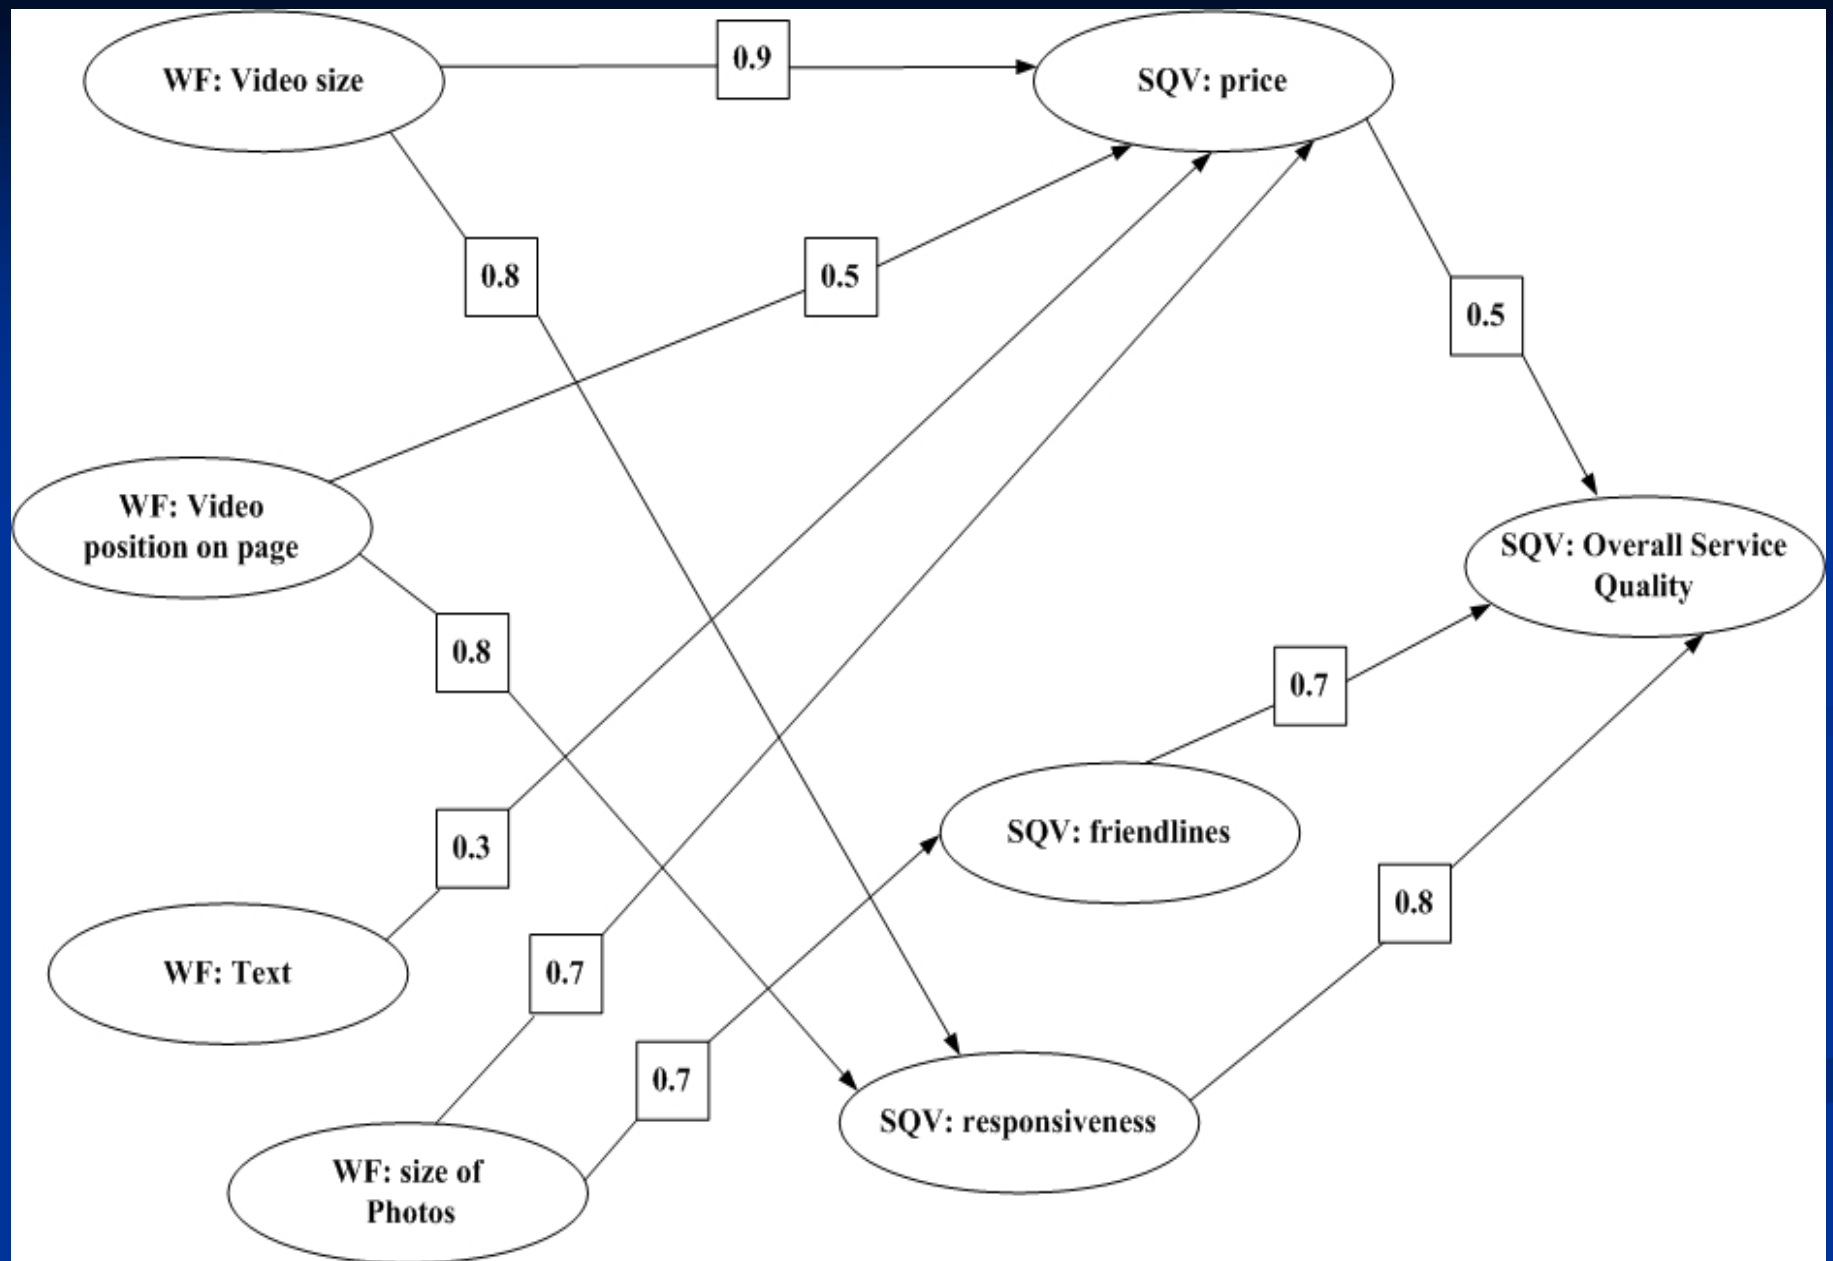 WF: Video size
0.9
SQV: price
0.8
0.5
0.5
WF: Video
position on page
SQV: Overall Service
Quality
0.8
0.7
0.3
SQV: friendlines
0.8
WF: Text
0.7
0.7
SQV: responsiveness
WF: size of
Photos